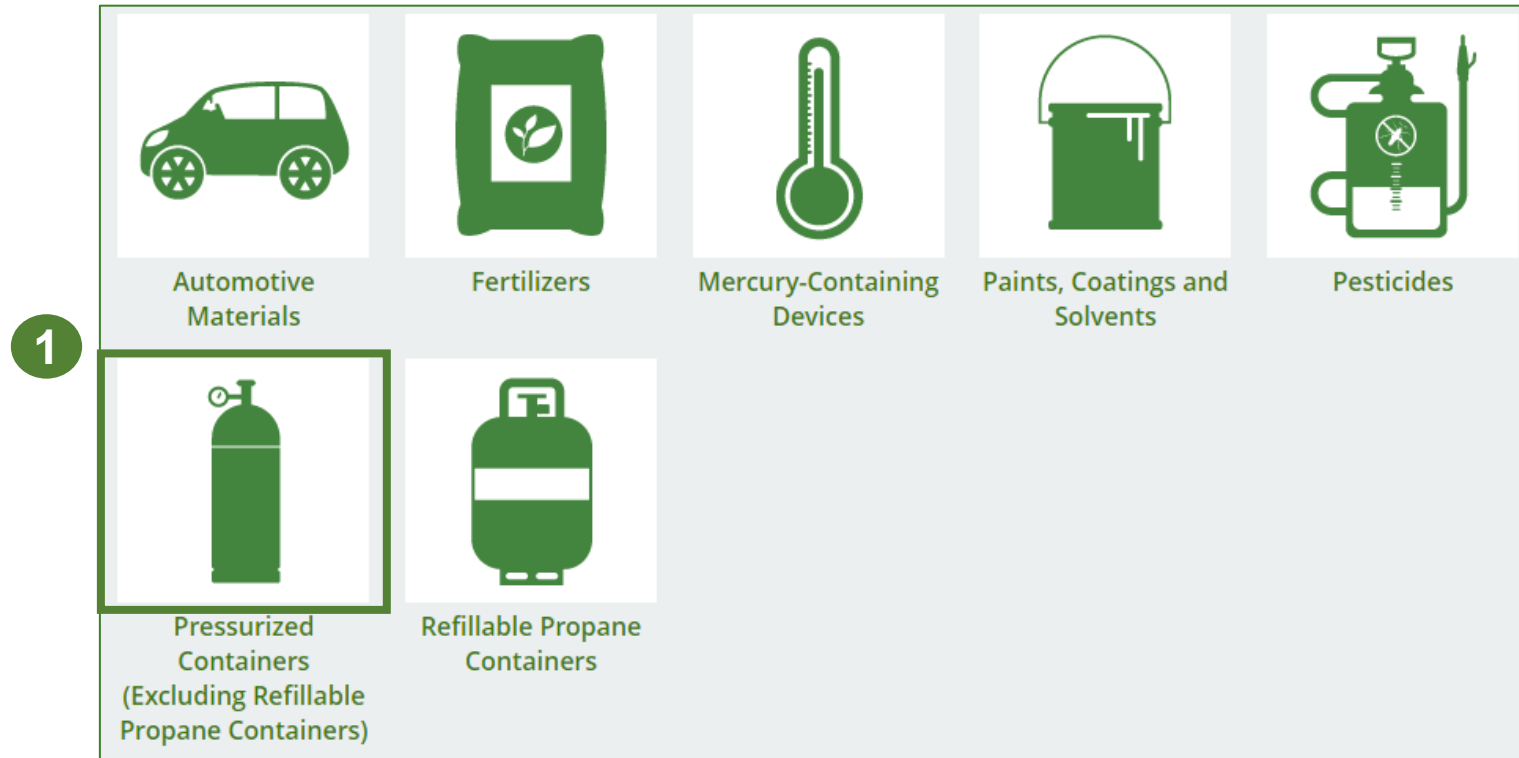 Automotive
Materials
Fertilizers
Mercury-Containing
Devices
Paints, Coatings and
Solvents
Pesticides
1
Pressurized
Containers
(Excluding Refillable
Propane Containers)
Refillable Propane
Containers